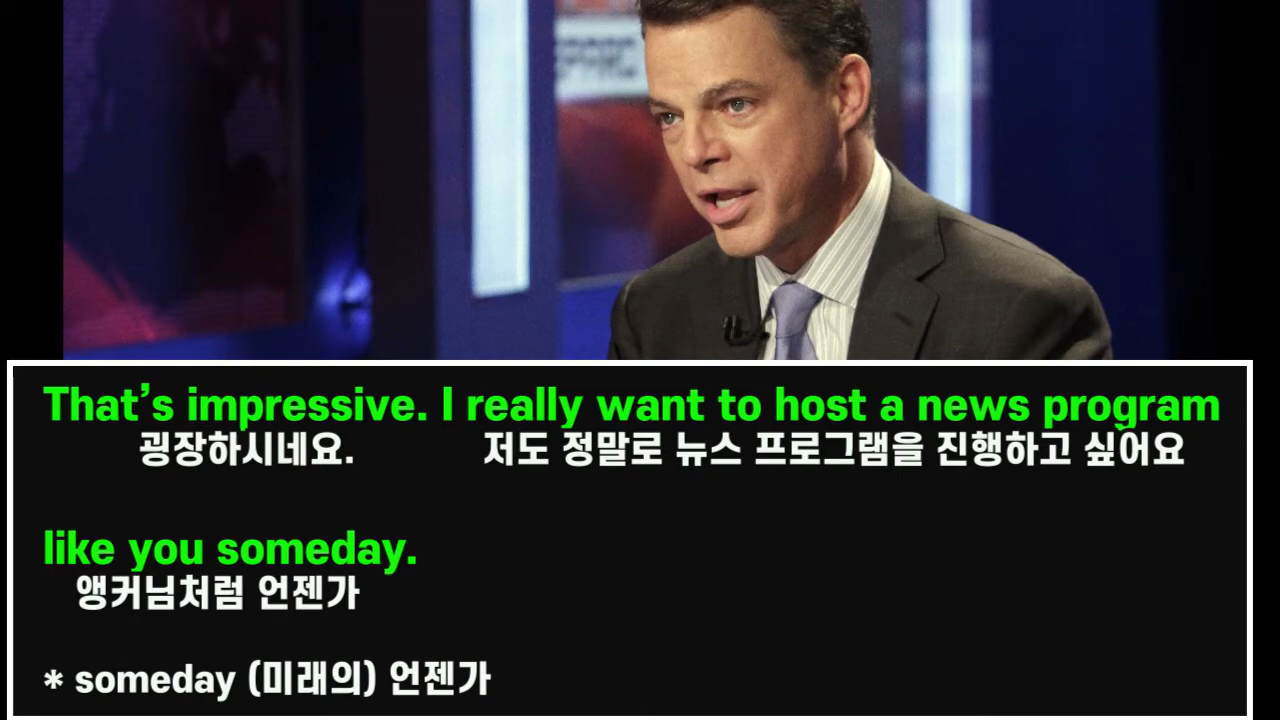 That’s impressive. I really want to host a news program
굉장하시네요. 저도 정말로 뉴스 프로그램을 진행하고 싶어요
like you someday.
앵커님처럼 언젠가
* someday (미래의) 언젠가